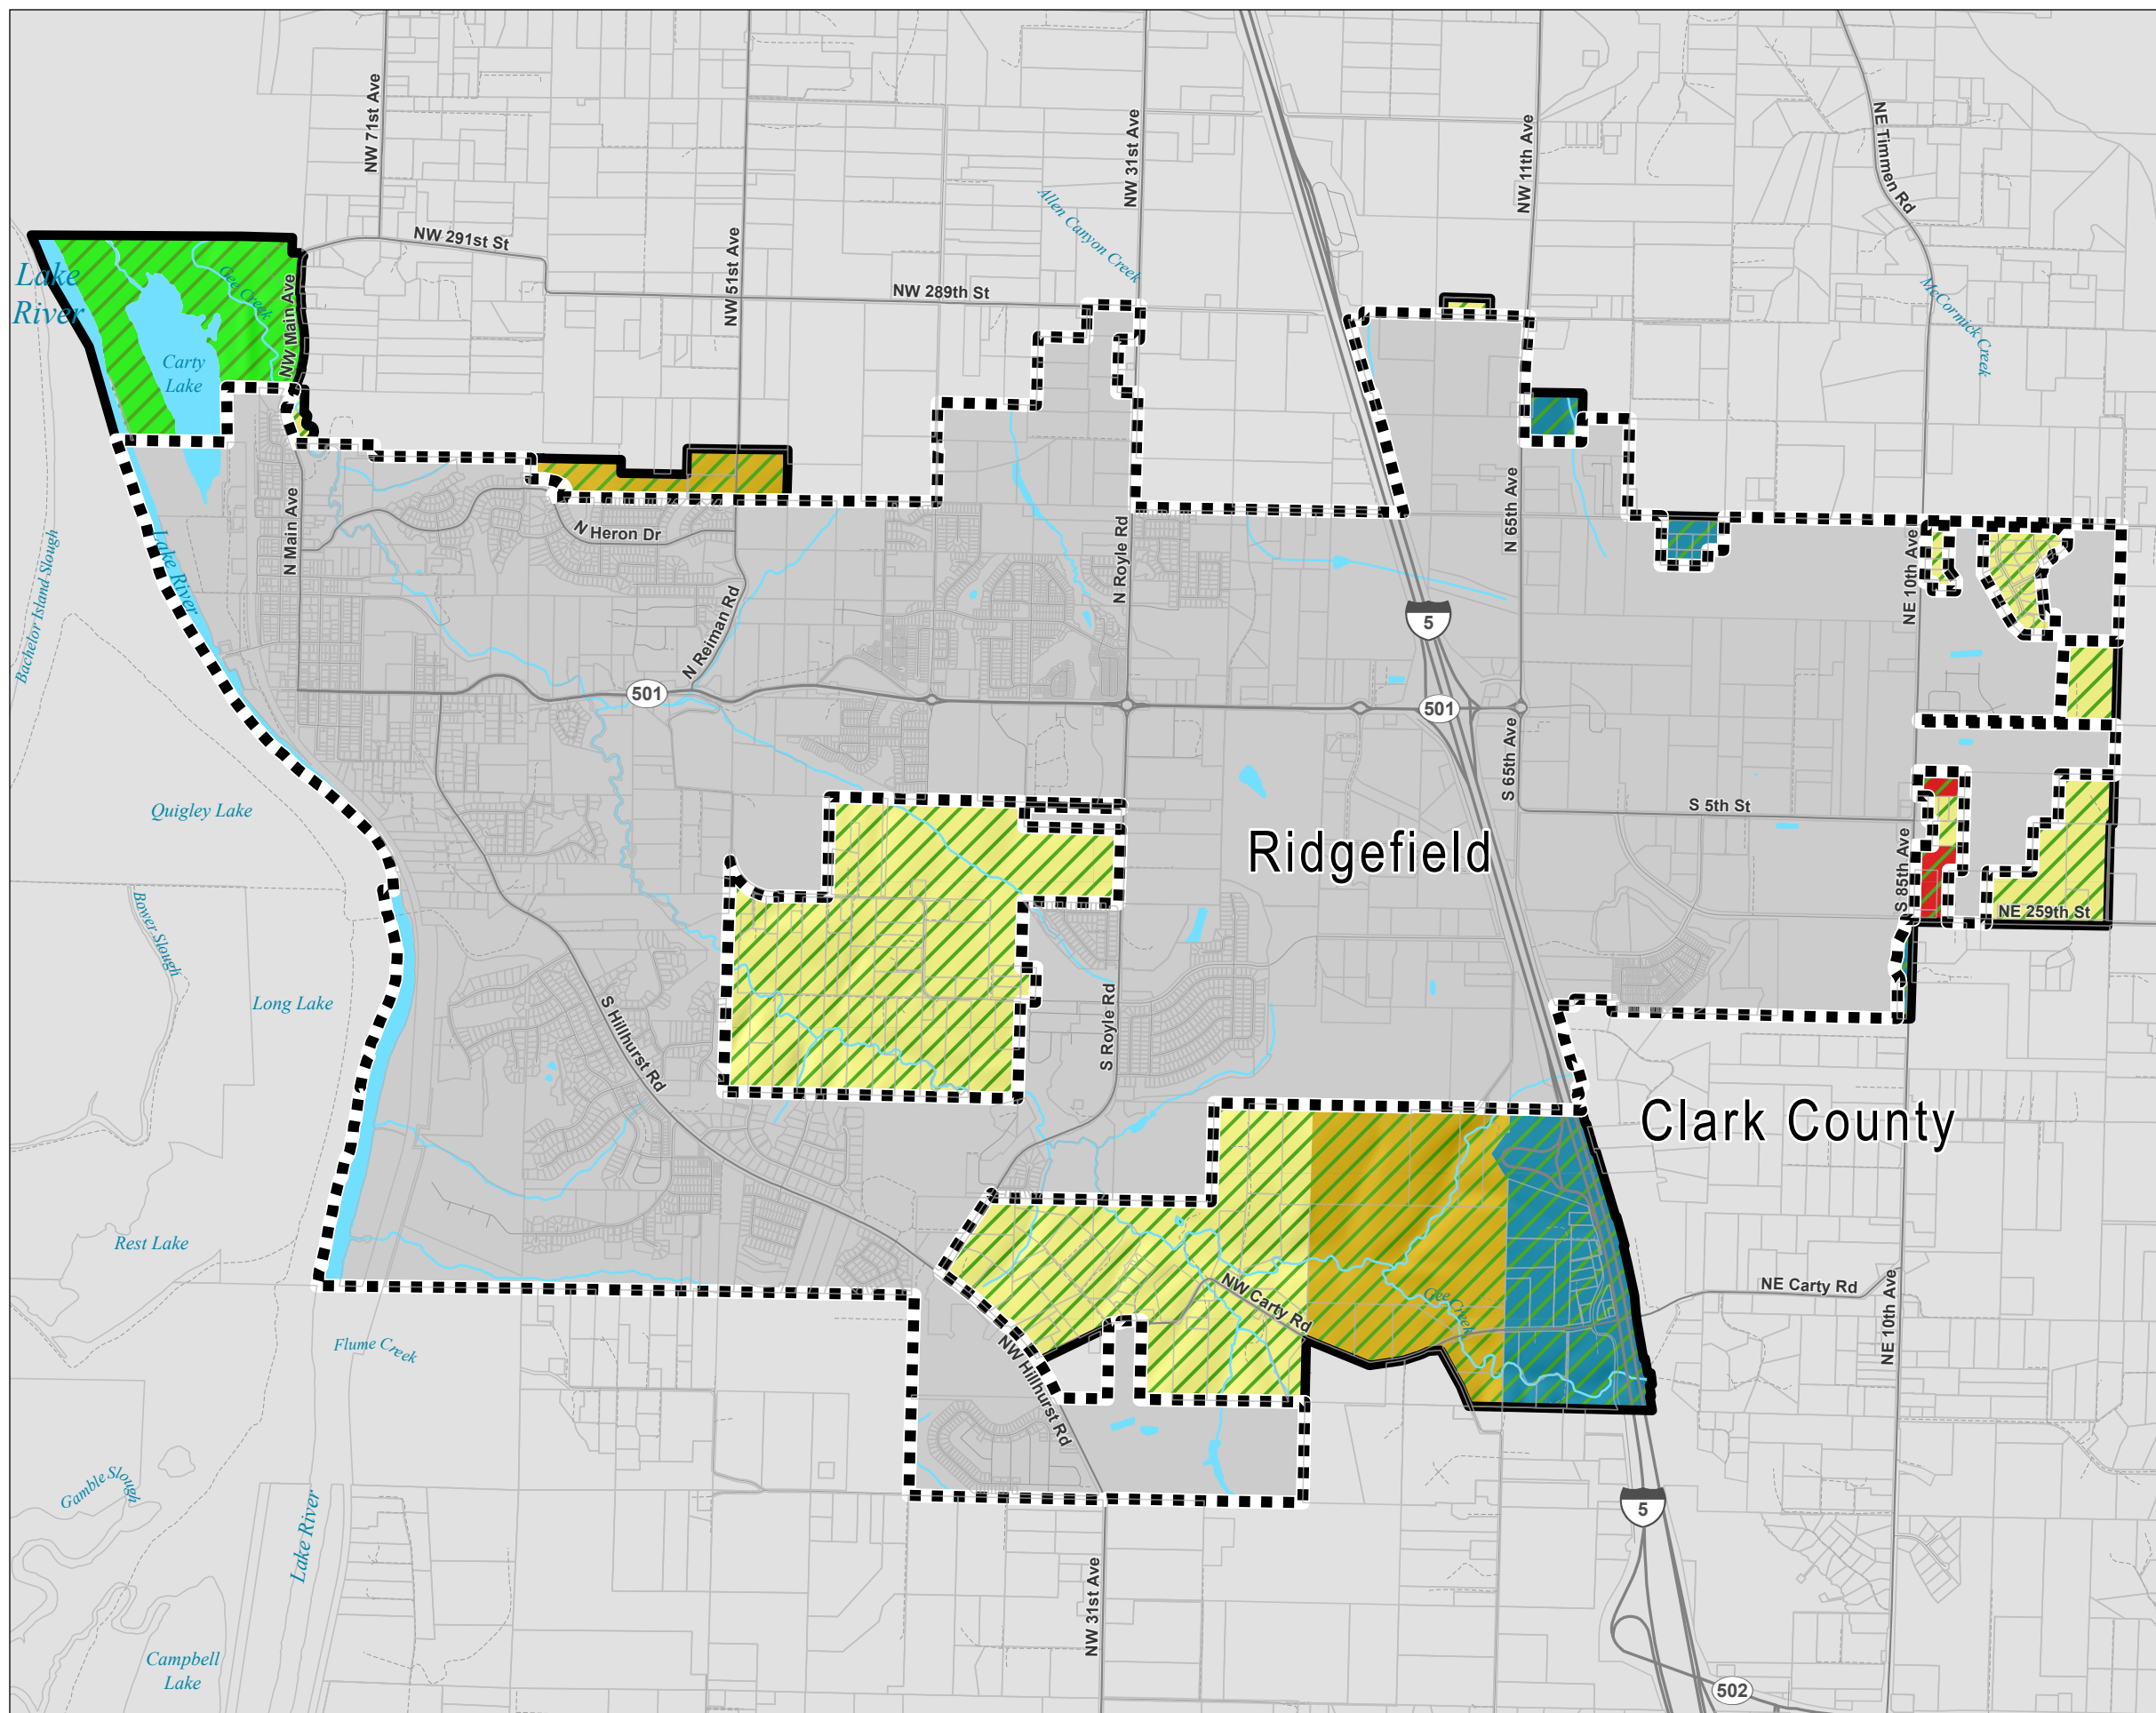 NW 71st Ave
NW 31st Ave
NW 11th Ave
NE Timmen Rd
Allen Canyon Creek
NW 291st St
NW 51st Ave
NW 289th St
Lake
River
Gee Creek
NW Main Ave
Carty
Lake
McCormick Creek
N Main Ave
N Heron Dr
N Reiman Rd
N Royle Rd
N 65th Ave
NE 10th Ave
Bachelor Island Slough
Lake River
5
501
501
S 65th Ave
Quigley Lake
S 5th St
Ridgefield
S 85th Ave
NE 259th St
Bower Slough
Long Lake
S Hillhurst Rd
S Royle Rd
Clark County
Rest Lake
NW Carty Rd
Gee Creek
NE Carty Rd
NE 10th Ave
Flume Creek
NW Hillhurst Rd
Gamble Slough
Lake River
5
NW 31st Ave
Campbell
Lake
502